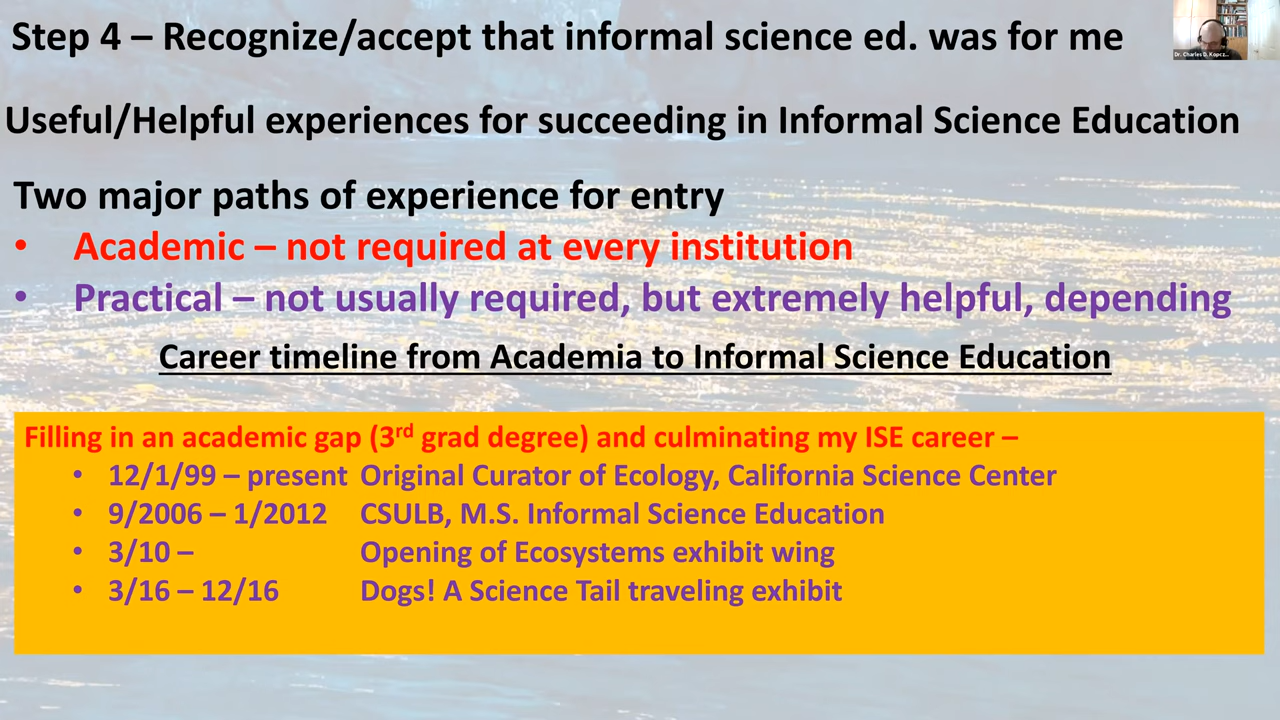 Step 4 – Recognize/accept that informal science ed. was for me
Dr. Charles D. Kopcz...
Useful/Helpful experiences for succeeding in Informal Science Education
Two major paths of experience for entry
• Academic – not required at every institution
• Practical – not usually required, but extremely helpful, depending
Career timeline from Academia to Informal Science Education
Filling in an academic gap (3rd grad degree) and culminating my ISE career –
• 12/1/99 – present Original Curator of Ecology, California Science Center
• 9/2006 – 1/2012 CSULB, M.S. Informal Science Education
• 3/10 – Opening of Ecosystems exhibit wing
• 3/16 – 12/16 Dogs! A Science Tail traveling exhibit